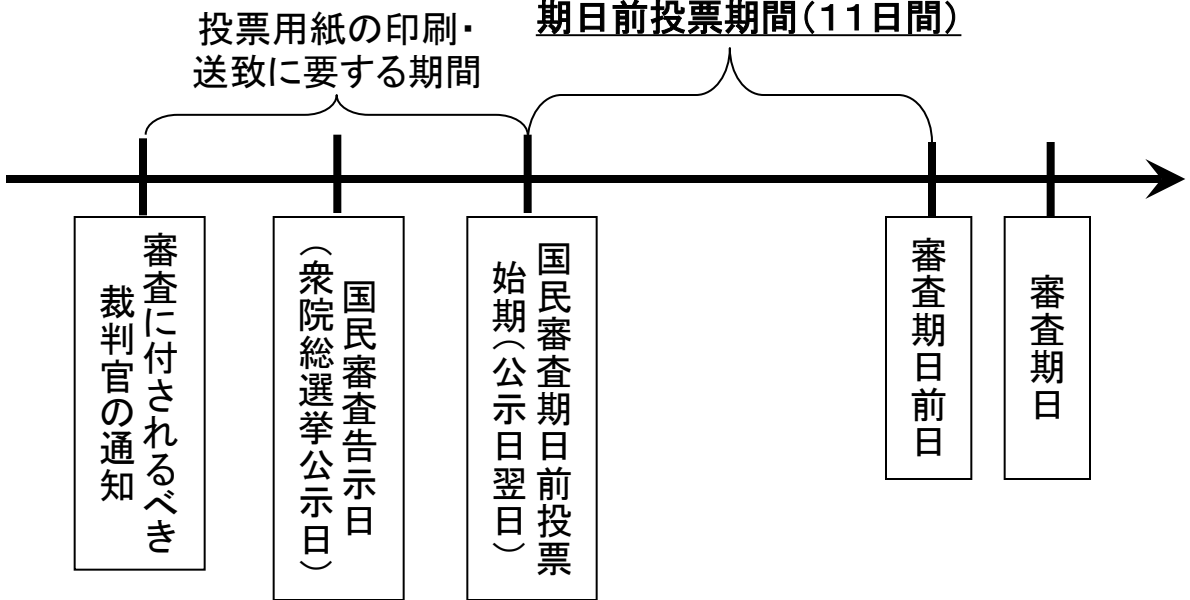 投票用紙の印刷・
送致に要する期間
期日前投票期間(11日間)
審査に付されるべき
裁判官の通知
国民審査告示日
(衆院総選挙公示日)
国民審査期日前投票
始期(公示日翌日)
審査期日前日
審査期日